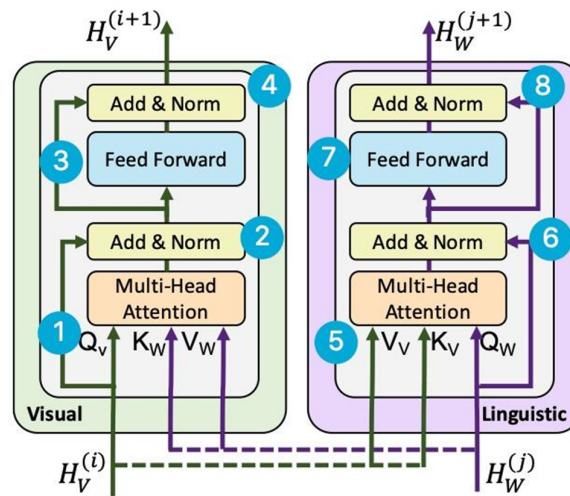 H_V^(i+1)
H_W^(j+1)
4
Add & Norm
3
Feed Forward
Add & Norm
2
Multi-Head
Attention
1
Q_v K_W V_W
Visual
H_V^(i)
8
Add & Norm
7
Feed Forward
Add & Norm
6
Multi-Head
Attention
5
V_V K_V Q_W
Linguistic
H_W^(j)